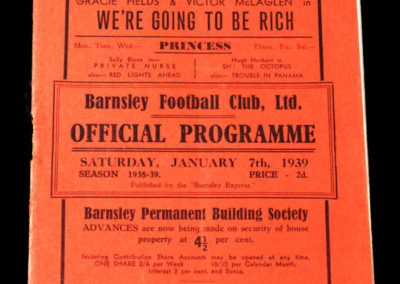 GRACIE FIELDS & VICTOR McLAGLEN in
WE'RE GOING TO BE RICH
Mon., Tues., Wed.— PRINCESS Thurs., Fri., Sat.—
Sally Blane in— Hugh Herbert in
PRIVATE NURSE SH! THE OCTOPUS
also— RED LIGHTS AHEAD also— TROUBLE IN PANAMA
Barnsley Football Club, Ltd.
OFFICIAL PROGRAMME
SATURDAY, JANUARY 7th, 1939
SEASON 1938-39. PRICE - 2d.
Published by the "Barnsley Express."
Barnsley Permanent Building Society
ADVANCES are now being made on security of house
property at 4½ per cent.
Investing Contribution Share Accounts may be opened at any time.
ONE SHARE 2/6 per Week 10/10 per Calendar Month.
Interest 3 per cent. and Bonus.